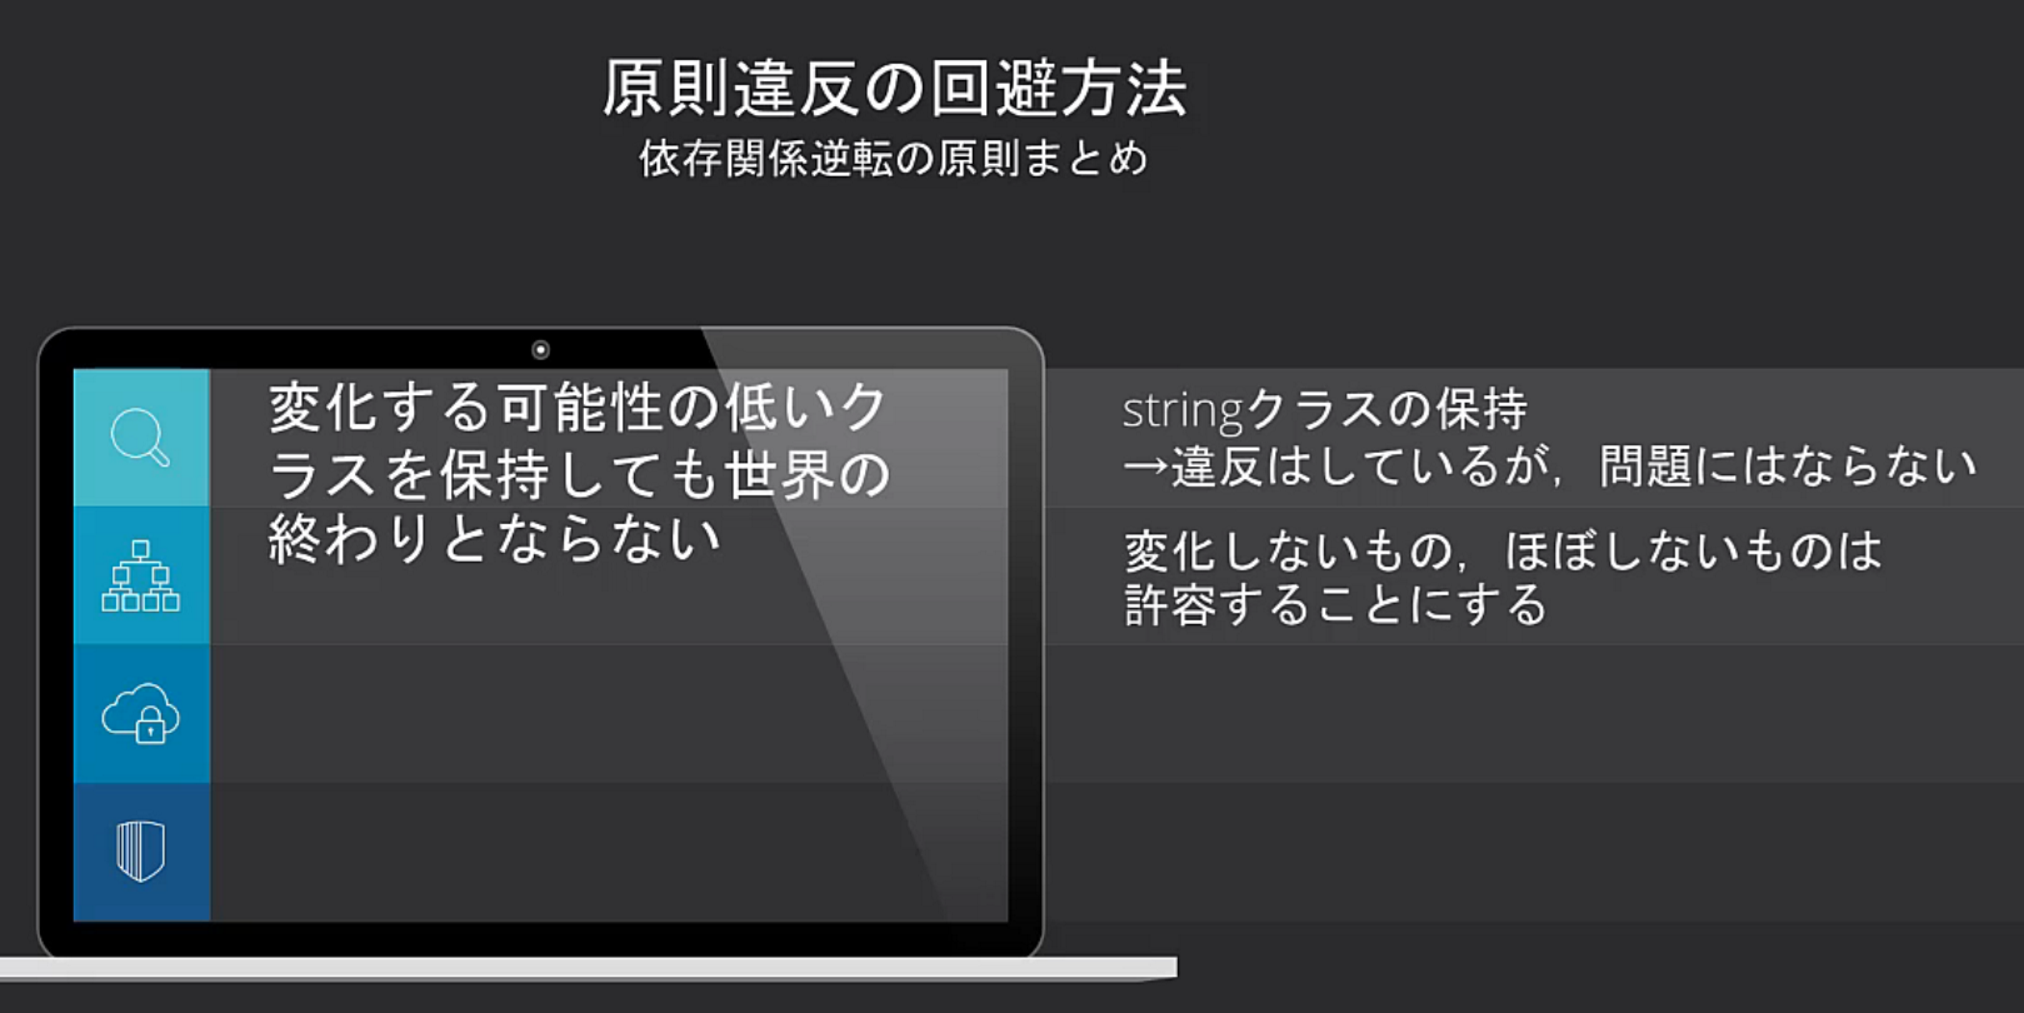 原則違反の回避方法
依存関係逆転の原則まとめ
変化する可能性の低いク
ラスを保持しても世界の
終わりとならない
stringクラスの保持
→違反はしているが，問題にはならない
変化しないもの，ほぼしないものは
許容することにする